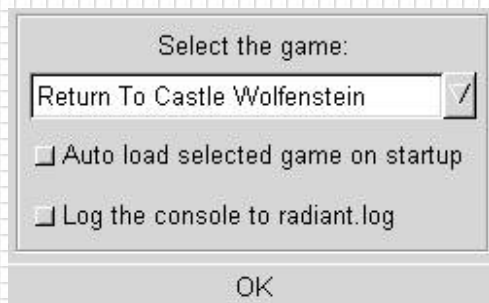 Select the game:
Return To Castle Wolfenstein
Auto load selected game on startup
Log the console to radiant.log
OK